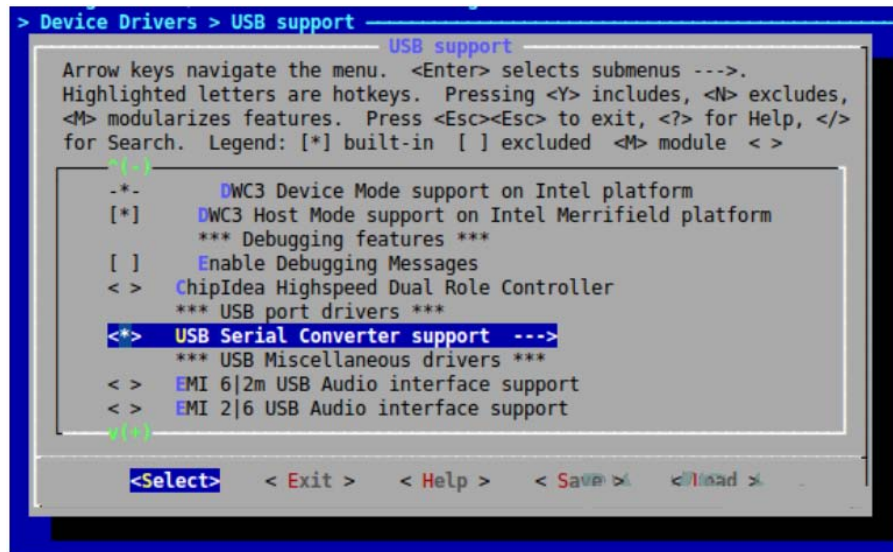 > Device Drivers > USB support
USB support
Arrow keys navigate the menu.  <Enter> selects submenus --->.
Highlighted letters are hotkeys.  Pressing <Y> includes, <N> excludes,
<M> modularizes features.  Press <Esc><Esc> to exit, <?> for Help, </>
for Search.  Legend: [*] built-in  [ ] excluded  <M> module  < >
^(-)
-*-       DWC3 Device Mode support on Intel platform
[*]     DWC3 Host Mode support on Intel Merrifield platform
*** Debugging features ***
[ ]     Enable Debugging Messages
< >   ChipIdea Highspeed Dual Role Controller
*** USB port drivers ***
<*>   USB Serial Converter support  --->
*** USB Miscellaneous drivers ***
< >   EMI 6|2m USB Audio interface support
< >   EMI 2|6 USB Audio interface support
v(+)
<Select>    < Exit >    < Help >    < Save >    < Load >